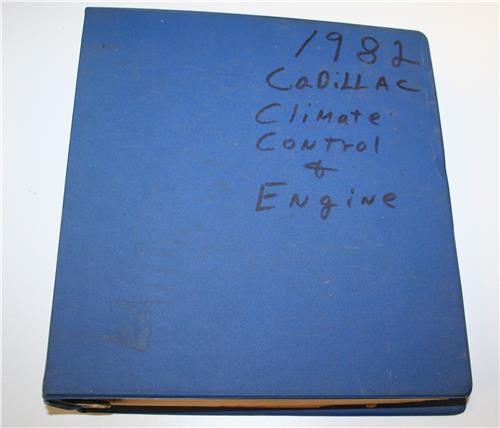 1982
CaDiLLAC
Climate
Control
&
Engine